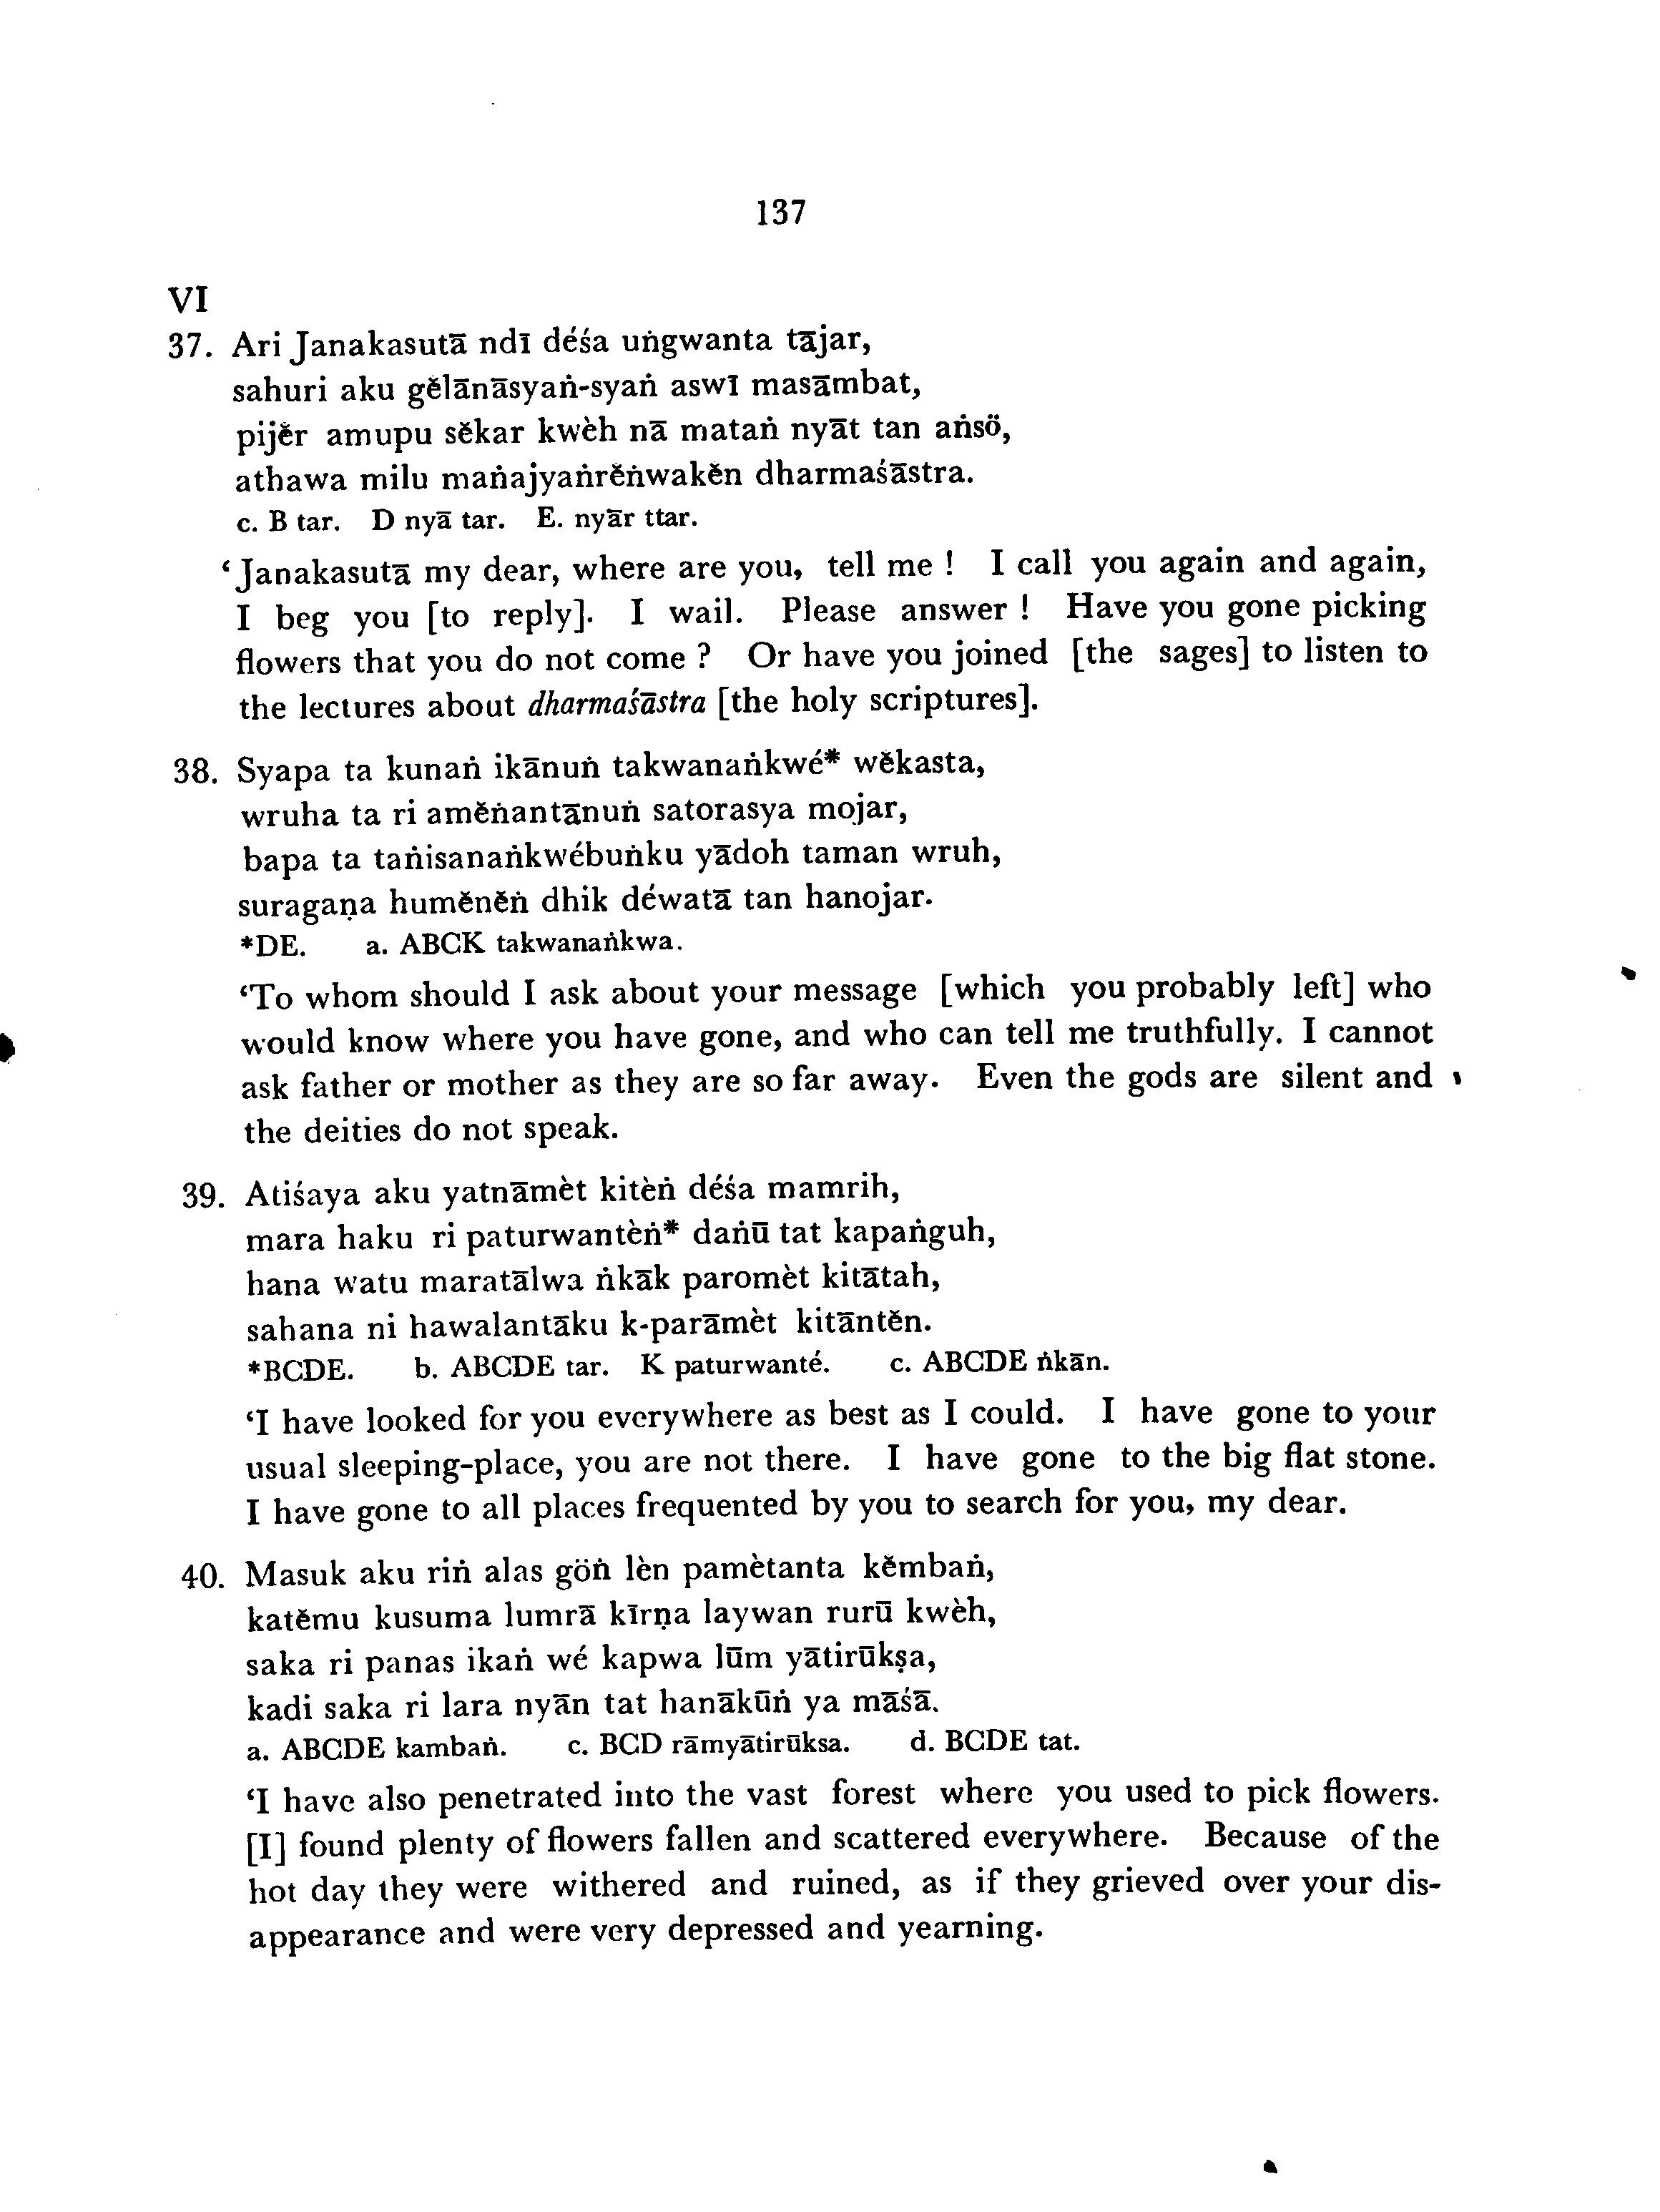 137
VI
37. Ari Janakasutā ndī déśa uṅgwanta tājar,
sahuri aku gĕlānāsyaṅ-syaṅ aswī masāmbat,
pijĕr amupu sĕkar kwèh nā mataṅ nyāt tan aṅsö,
athawa milu maṅajyaṅrĕṅwakĕn dharmaśāstra.
c. B tar. D nyā tar. E. nyār ttar.
‘Janakasutā my dear, where are you, tell me ! I call you again and again,
I beg you [to reply]. I wail. Please answer ! Have you gone picking
flowers that you do not come ? Or have you joined [the sages] to listen to
the lectures about dharmaśāstra [the holy scriptures].
38. Syapa ta kunaṅ ikānuṅ takwanaṅkwé* wĕkasta,
wruha ta ri amĕṅantānuṅ satorasya mojar,
bapa ta taṅisanaṅkwébuṅku yādoh taman wruh,
suragaṇa humĕnĕṅ dhik déwatā tan hanojar.
*DE. a. ABCK takwanaṅkwa.
‘To whom should I ask about your message [which you probably left] who
would know where you have gone, and who can tell me truthfully. I cannot
ask father or mother as they are so far away. Even the gods are silent and
the deities do not speak.
39. Atiśaya aku yatnāmèt kitèṅ déśa mamrih,
mara haku ri paturwantèṅ* daṅū tat kapaṅguh,
hana watu maratālwa ṅkāk paromèt kitātah,
sahana ni hawalantāku k-parāmèt kitāntĕn.
*BCDE. b. ABCDE tar. K paturwanté. c. ABCDE ṅkān.
‘I have looked for you everywhere as best as I could. I have gone to your
usual sleeping-place, you are not there. I have gone to the big flat stone.
I have gone to all places frequented by you to search for you, my dear.
40. Masuk aku riṅ alas göṅ lèn pamètanta kĕmbaṅ,
katĕmu kusuma lumrā kīrṇa laywan rurū kwèh,
saka ri panas ikaṅ wé kapwa lūm yātirūkṣa,
kadi saka ri lara nyān tat hanākūṅ ya māśā.
a. ABCDE kambaṅ. c. BCD rāmyātirūksa. d. BCDE tat.
‘I have also penetrated into the vast forest where you used to pick flowers.
[I] found plenty of flowers fallen and scattered everywhere. Because of the
hot day they were withered and ruined, as if they grieved over your dis-
appearance and were very depressed and yearning.